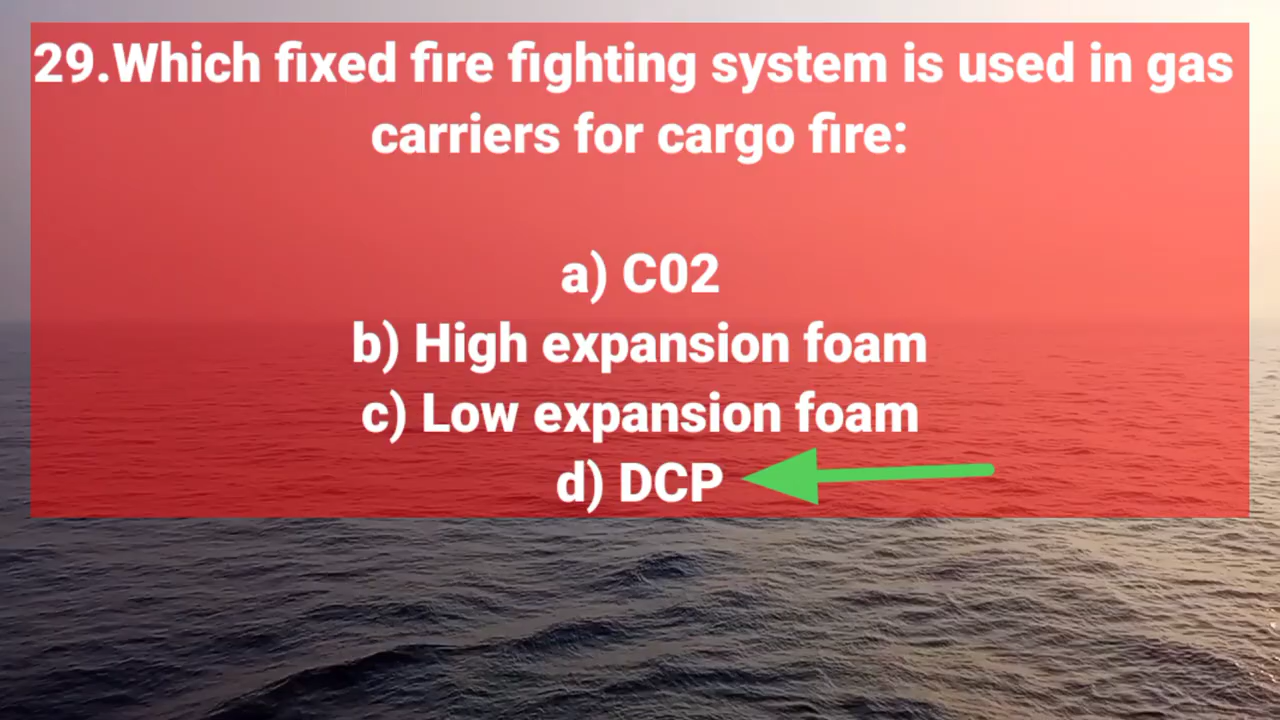 29.Which fixed fire fighting system is used in gas
carriers for cargo fire:
a) C02
b) High expansion foam
c) Low expansion foam
d) DCP